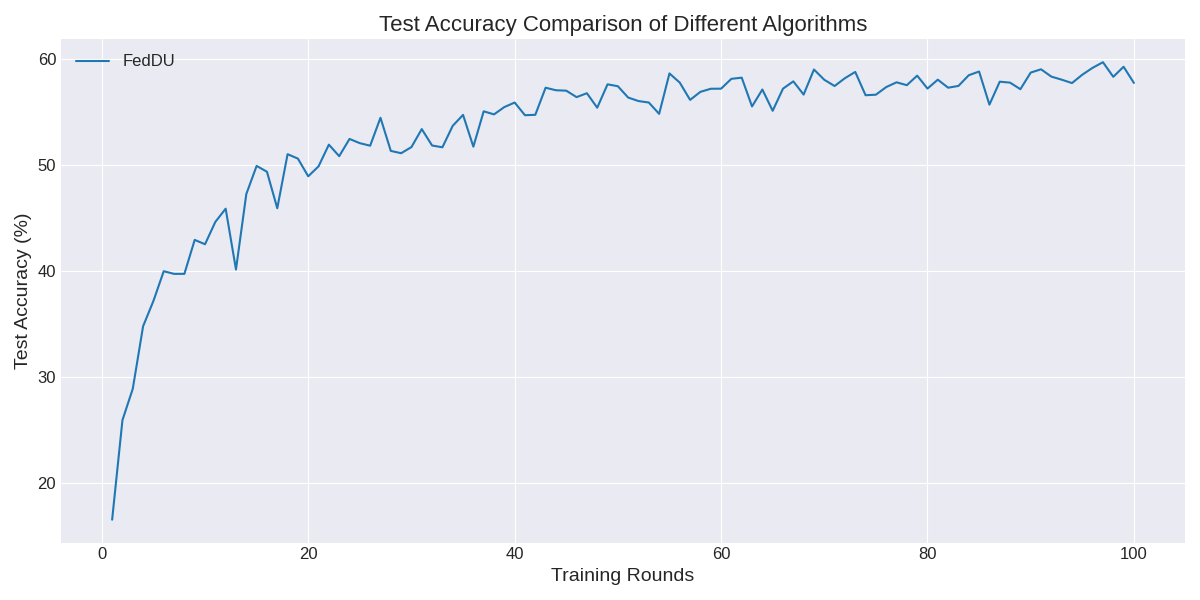 Test Accuracy Comparison of Different Algorithms
FedDU
60
50
40
30
20
Test Accuracy (%)
0 20 40 60 80 100
Training Rounds